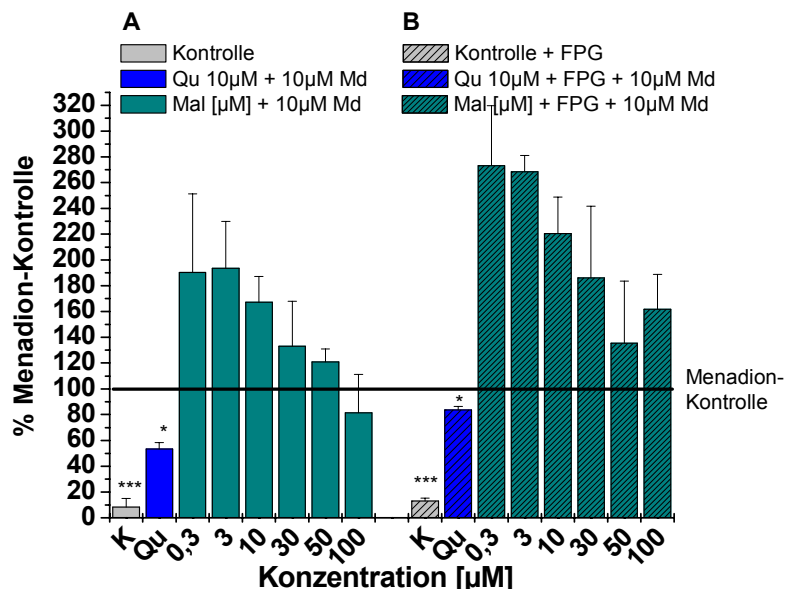 A
Kontrolle
Qu 10µM + 10µM Md
Mal [µM] + 10µM Md
B
Kontrolle + FPG
Qu 10µM + FPG + 10µM Md
Mal [µM] + FPG + 10µM Md
% Menadion-Kontrolle
320
300
280
260
240
220
200
180
160
140
120
100
80
60
40
20
0
***
*
***
*
Menadion-
Kontrolle
K
Qu
0,3
3
10
30
50
100
K
Qu
0,3
3
10
30
50
100
Konzentration [µM]